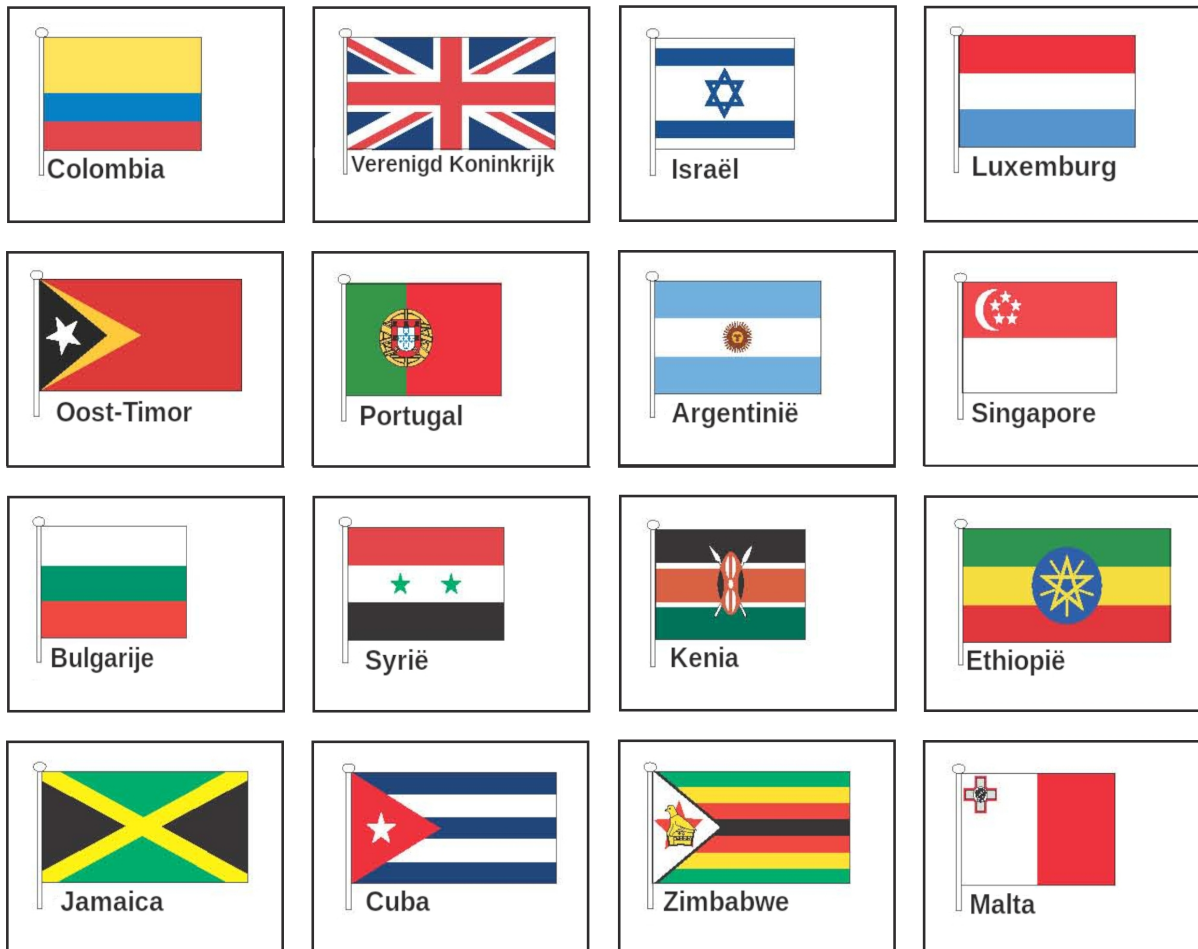 Colombia
Verenigd Koninkrijk
Israël
Luxemburg
Oost-Timor
Portugal
Argentinië
Singapore
Bulgarije
Syrië
Kenia
Ethiopië
Jamaica
Cuba
Zimbabwe
Malta